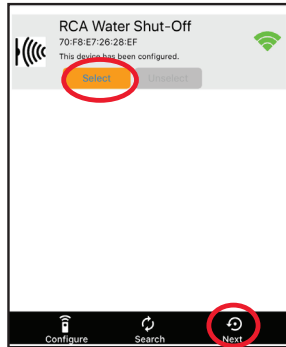 RCA Water Shut-Off
70:F8:E7:26:28:EF
This device has been configured.
Select Unselect
Configure Search Next